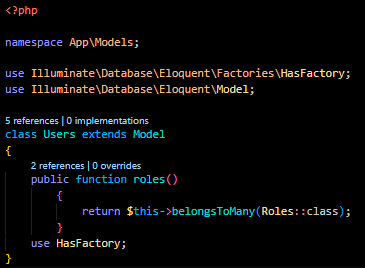 <?php
namespace App\Models;
use Illuminate\Database\Eloquent\Factories\HasFactory;
use Illuminate\Database\Eloquent\Model;
5 references | 0 implementations
class Users extends Model
{
2 references | 0 overrides
public function roles()
{
return $this->belongsToMany(Roles::class);
}
use HasFactory;
}